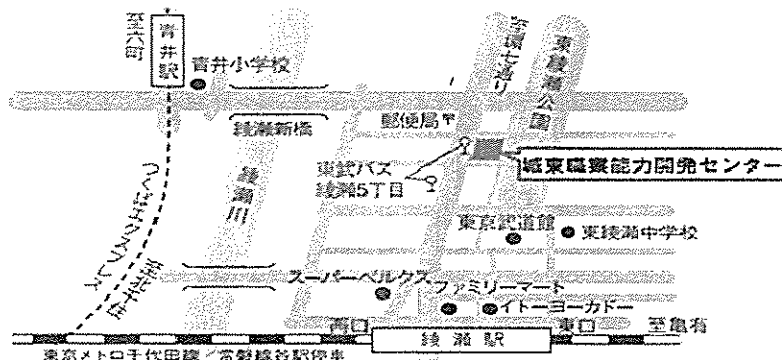 至六町
青井駅
青井小学校
綾瀬新橋
郵便局〒
至環七通り
東綾瀬公園
城東職業能力開発センター
東武バス
綾瀬5丁目
綾瀬川
つくばエクスプレス
至北千住
東京武道館
東綾瀬中学校
スーパーベルクス
ファミリーマート
イトーヨーカドー
西口
綾瀬駅
東口
至亀有
東京メトロ千代田線/常磐線各駅停車